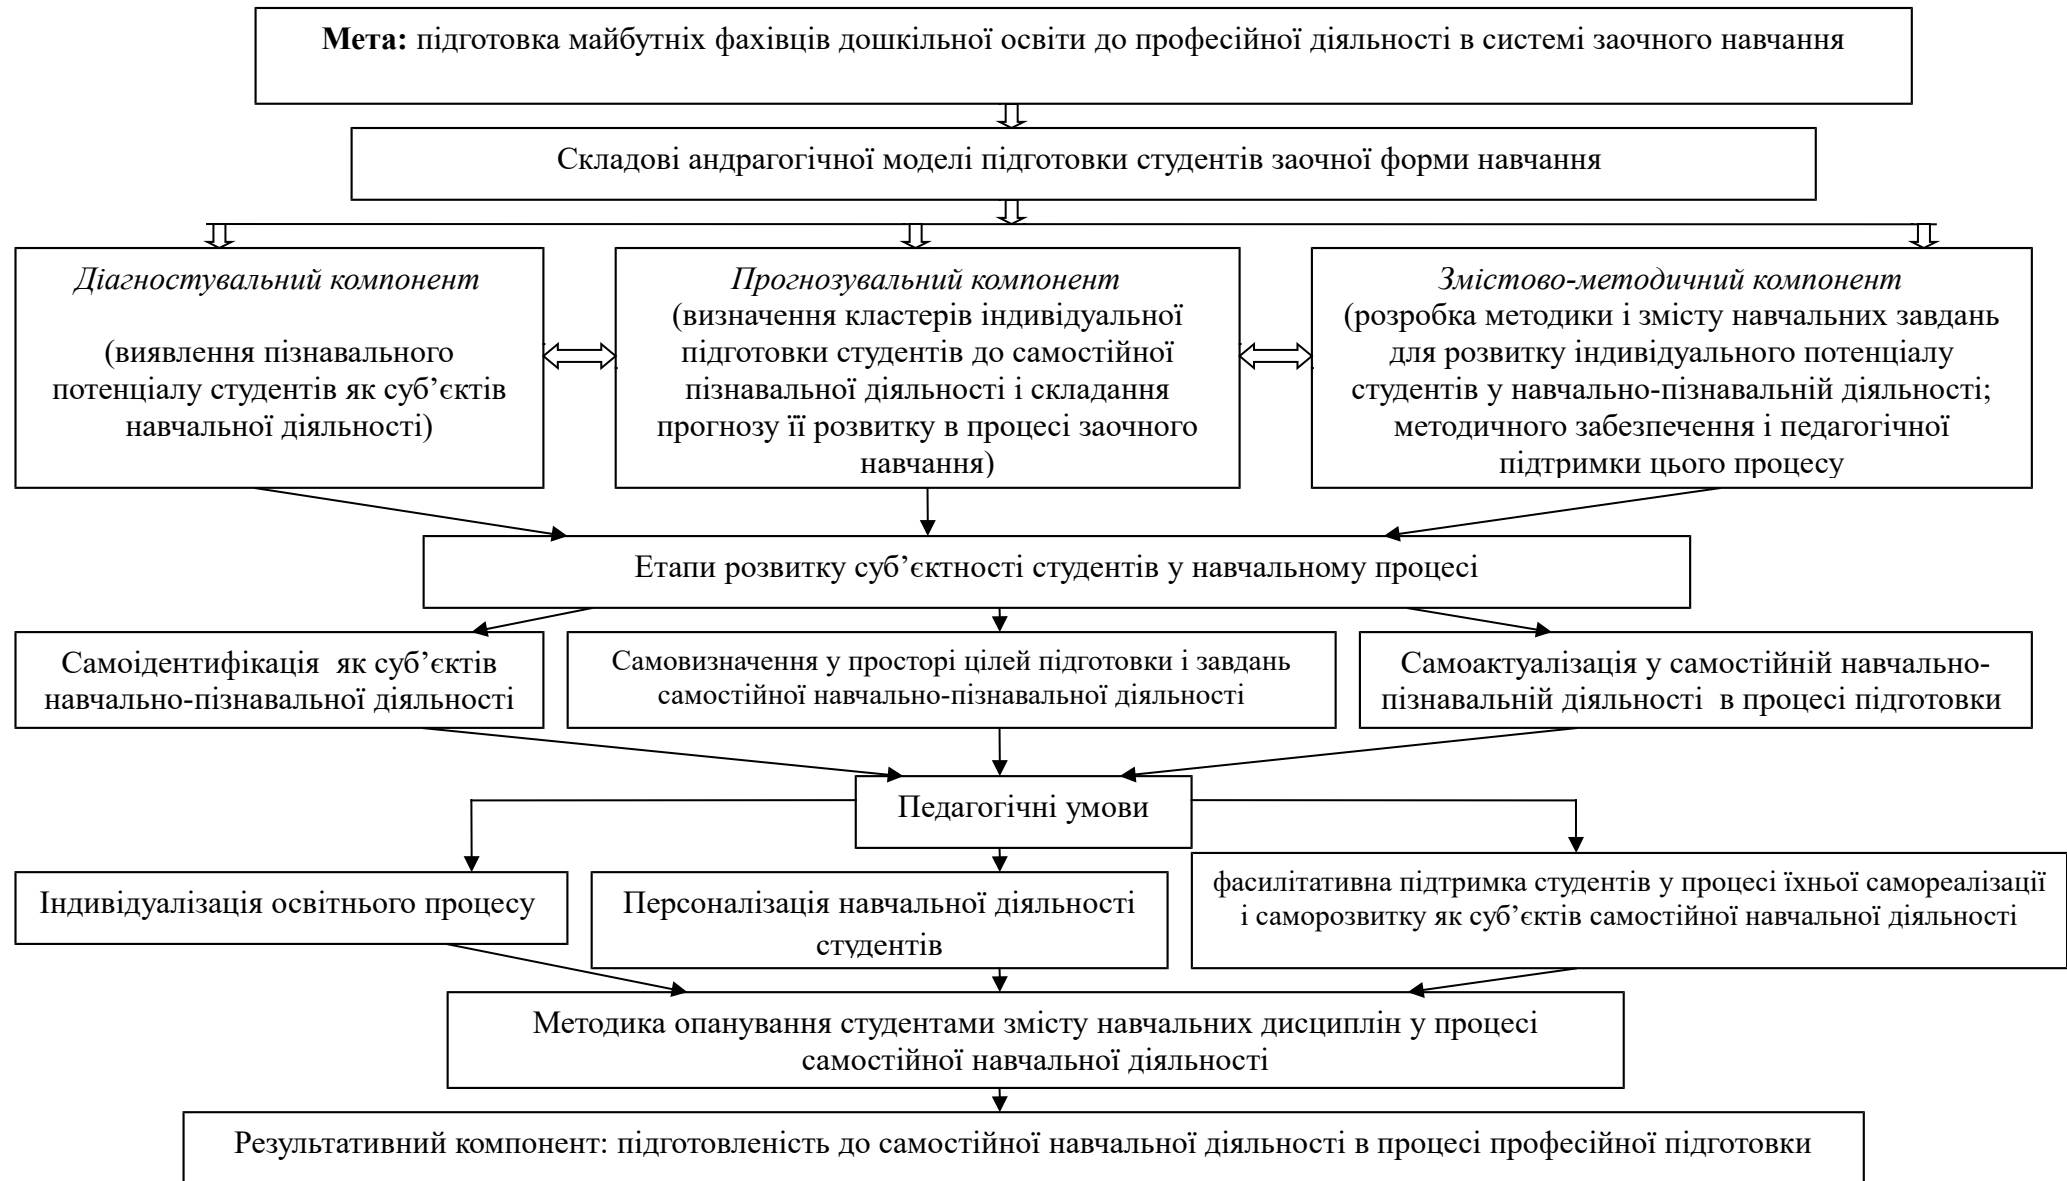 Мета: підготовка майбутніх фахівців дошкільної освіти до професійної діяльності в системі заочного навчання
Складові андрагогічної моделі підготовки студентів заочної форми навчання
Діагностувальний компонент
(виявлення пізнавального
потенціалу студентів як суб’єктів
навчальної діяльності)
Прогнозувальний компонент
(визначення кластерів індивідуальної
підготовки студентів до самостійної
пізнавальної діяльності і складання
прогнозу її розвитку в процесі заочного
навчання)
Змістово-методичний компонент
(розробка методики і змісту навчальних завдань
для розвитку індивідуального потенціалу
студентів у навчально-пізнавальній діяльності;
методичного забезпечення і педагогічної
підтримки цього процесу
Етапи розвитку суб’єктності студентів у навчальному процесі
Самоідентифікація як суб’єктів
навчально-пізнавальної діяльності
Самовизначення у просторі цілей підготовки і завдань
самостійної навчально-пізнавальної діяльності
Самоактуалізація у самостійній навчально-
пізнавальній діяльності в процесі підготовки
Педагогічні умови
Індивідуалізація освітнього процесу
Персоналізація навчальної діяльності
студентів
фасилітативна підтримка студентів у процесі їхньої самореалізації
і саморозвитку як суб’єктів самостійної навчальної діяльності
Методика опанування студентами змісту навчальних дисциплін у процесі
самостійної навчальної діяльності
Результативний компонент: підготовленість до самостійної навчальної діяльності в процесі професійної підготовки